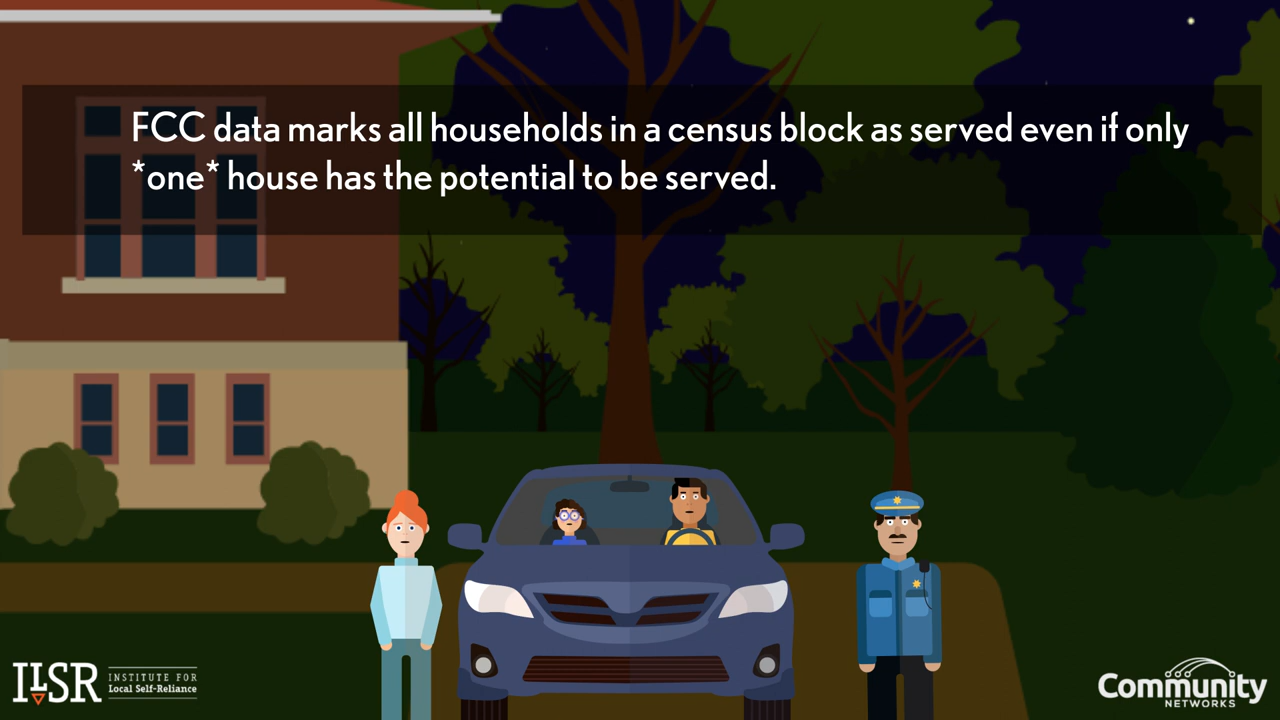 FCC data marks all households in a census block as served even if only
*one* house has the potential to be served.
ILSR
INSTITUTE FOR
Local Self-Reliance
Community
NETWORKS